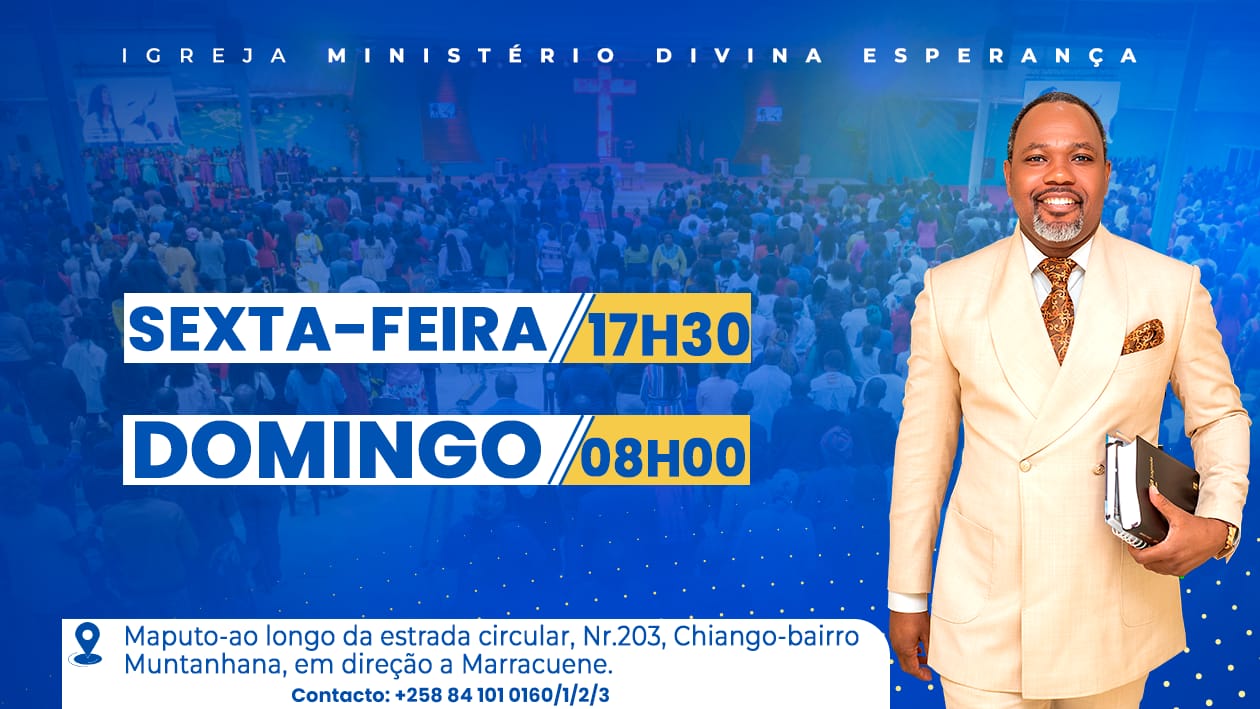 IGREJA MINISTÉRIO DIVINA ESPERANÇA
SEXTA-FEIRA 17H30
DOMINGO 08H00
Maputo-ao longo da estrada circular, Nr.203, Chiango-bairro
Muntanhana, em direção a Marracuene.
Contacto: +258 84 101 0160/1/2/3